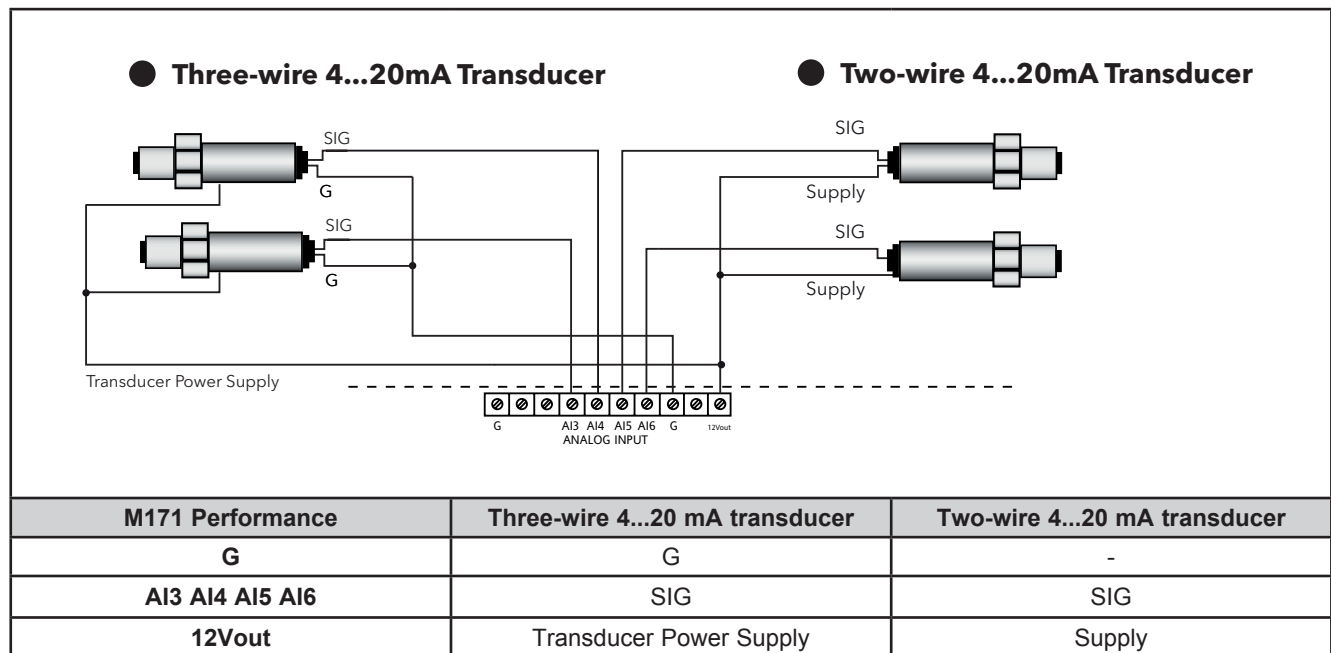 ● Three-wire 4...20mA Transducer
● Two-wire 4...20mA Transducer
SIG
G
SIG
G
SIG
Supply
SIG
Supply
Transducer Power Supply
G AI3 AI4 AI5 AI6 G 12Vout
ANALOG INPUT
M171 Performance Three-wire 4...20 mA transducer Two-wire 4...20 mA transducer
G G -
AI3 AI4 AI5 AI6 SIG SIG
12Vout Transducer Power Supply Supply